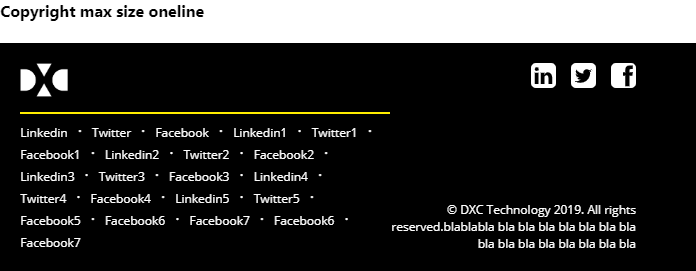 Copyright max size oneline
DXC
Linkedin · Twitter · Facebook · Linkedin1 · Twitter1 ·
Facebook1 · Linkedin2 · Twitter2 · Facebook2 ·
Linkedin3 · Twitter3 · Facebook3 · Linkedin4 ·
Twitter4 · Facebook4 · Linkedin5 · Twitter5 ·
Facebook5 · Facebook6 · Facebook7 · Facebook6 ·
Facebook7
© DXC Technology 2019. All rights
reserved.blablabla bla bla bla bla bla bla bla
bla bla bla bla bla bla bla bla